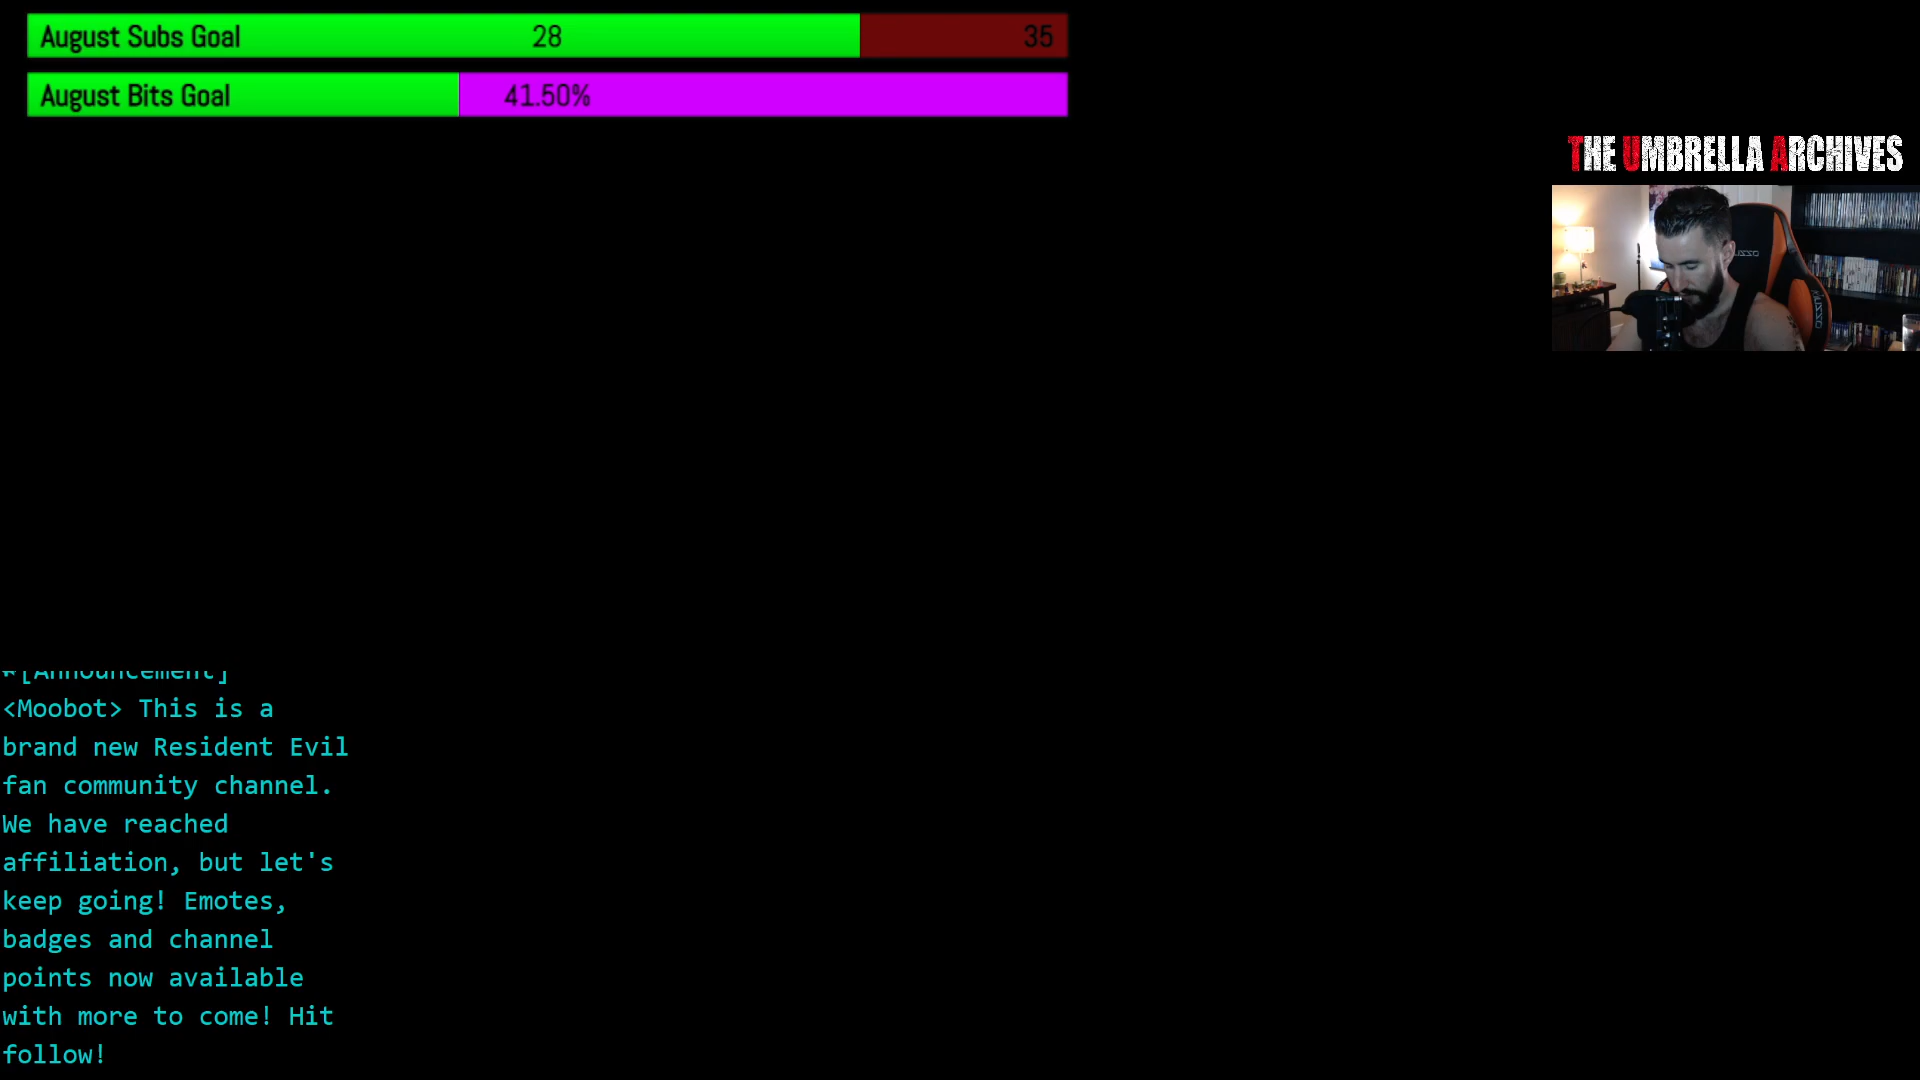 August Subs Goal 28 35
August Bits Goal 41.50%
THE UMBRELLA ARCHIVES
*[Announcement]
<Moobot> This is a
brand new Resident Evil
fan community channel.
We have reached
affiliation, but let's
keep going! Emotes,
badges and channel
points now available
with more to come! Hit
follow!